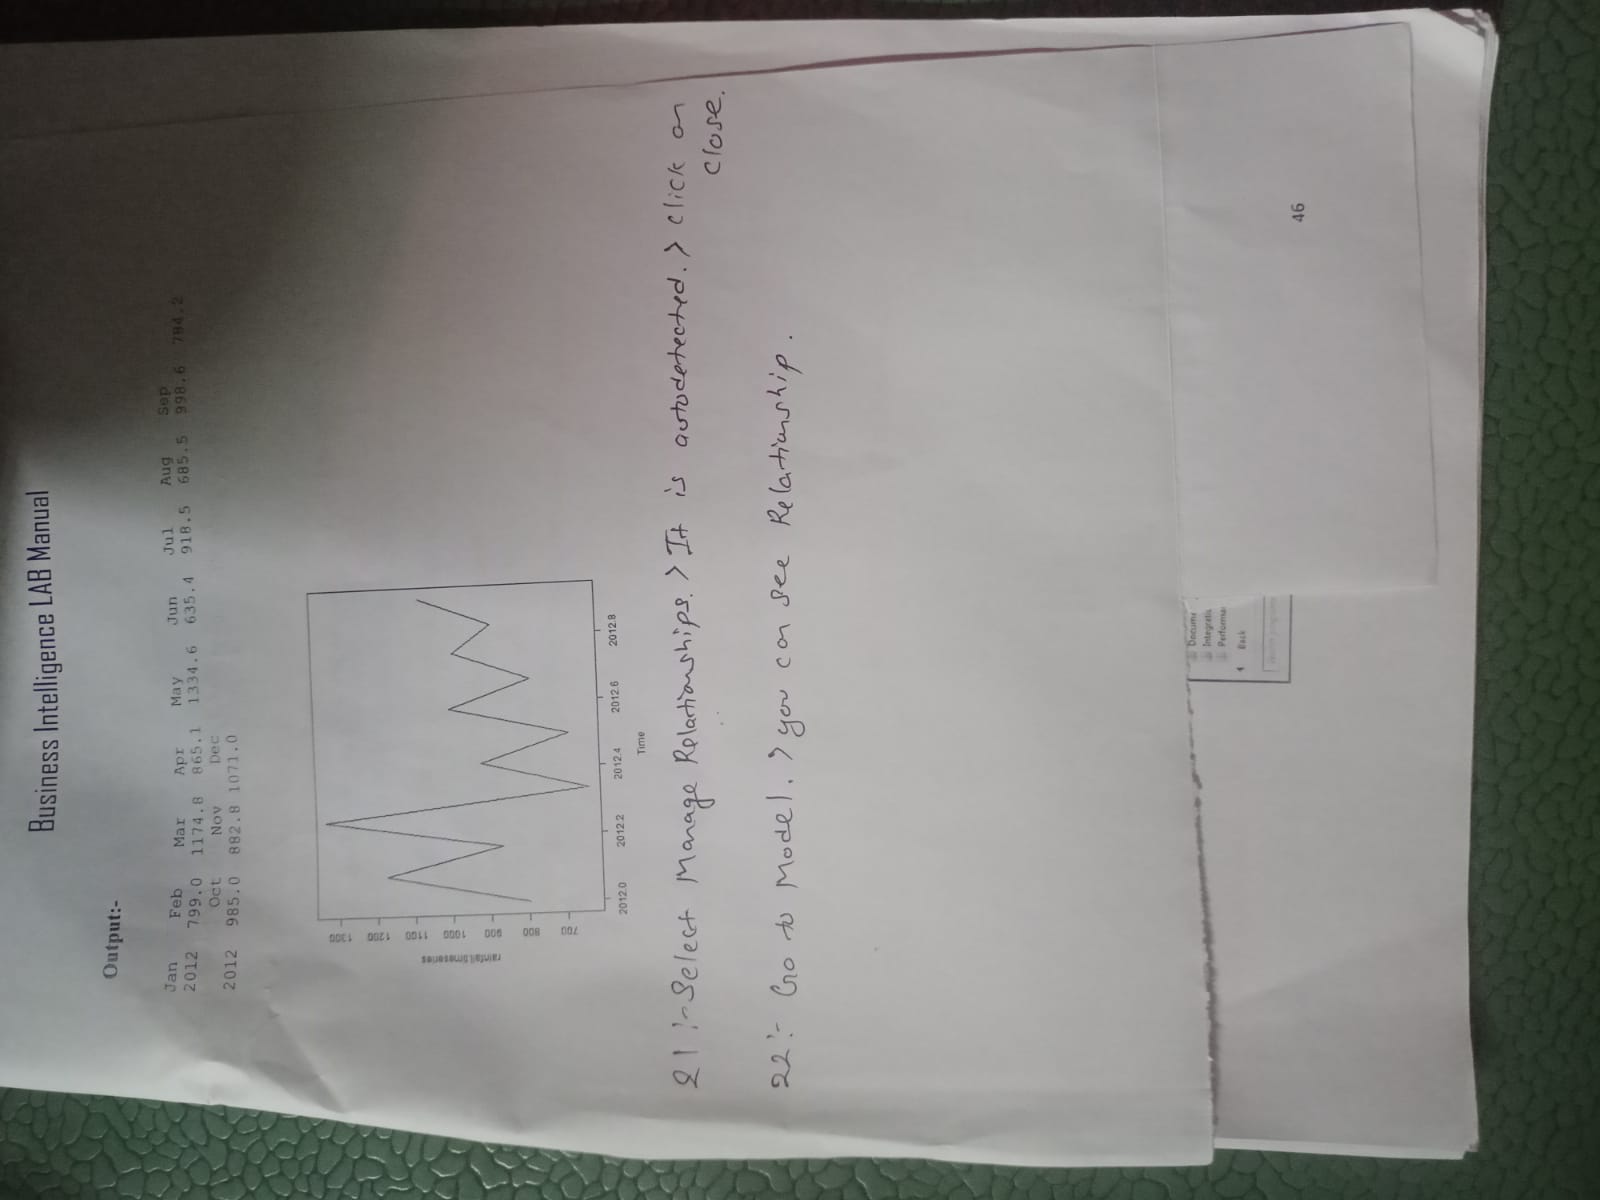 Business Intelligence LAB Manual
Output:-
Jan Feb Mar Apr May Jun Jul Aug Sep
2012 799.0 1174.8 865.1 1334.6 635.4 918.5 685.5 998.6 784.2
Oct Nov Dec
2012 985.0 882.8 1071.0
rainfall.timeseries
1300
1200
1100
1000
900
800
700
2012.0 2012.2 2012.4 2012.6 2012.8
Time
21 :- Select Manage Relationships. > It is autodetected. > click on
close.
22 :- Go to Model. > you can see Relationship.
Docume
Integratio
Performa
Back
46